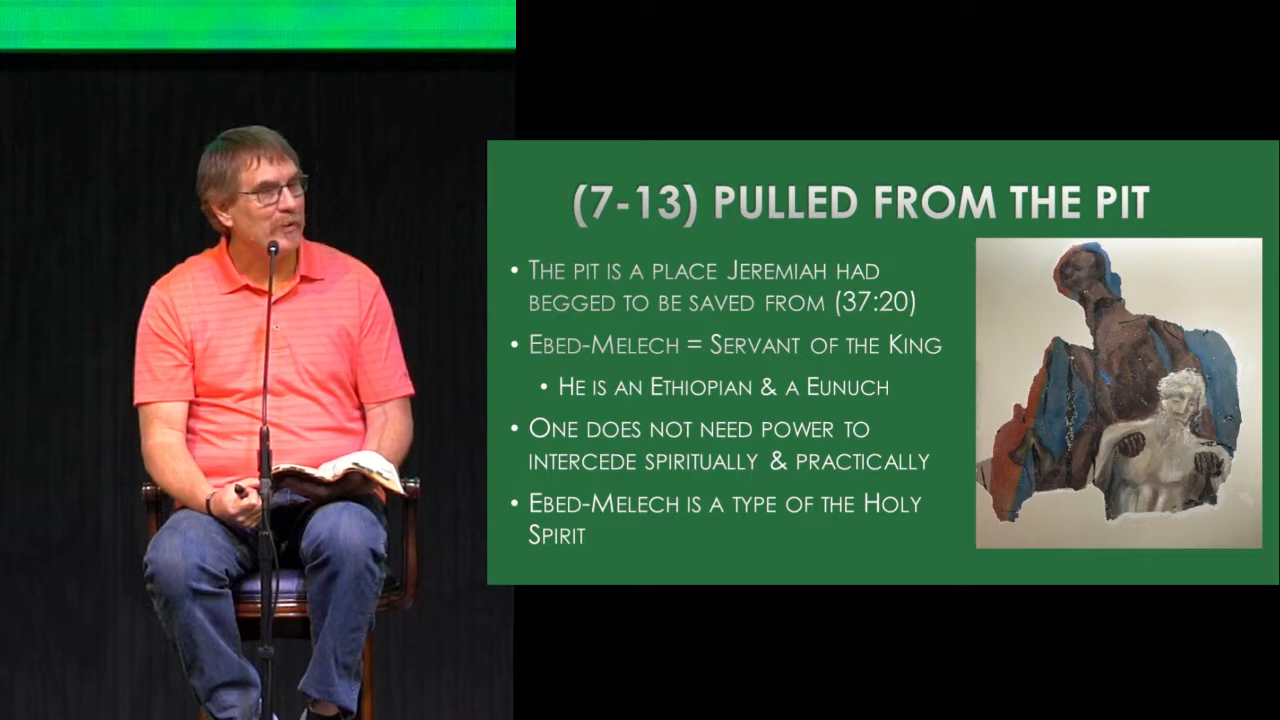 (7-13) PULLED FROM THE PIT
• THE PIT IS A PLACE JEREMIAH HAD
BEGGED TO BE SAVED FROM (37:20)
• EBED-MELECH = SERVANT OF THE KING
• HE IS AN ETHIOPIAN & A EUNUCH
• ONE DOES NOT NEED POWER TO
INTERCEDE SPIRITUALLY & PRACTICALLY
• EBED-MELECH IS A TYPE OF THE HOLY
SPIRIT